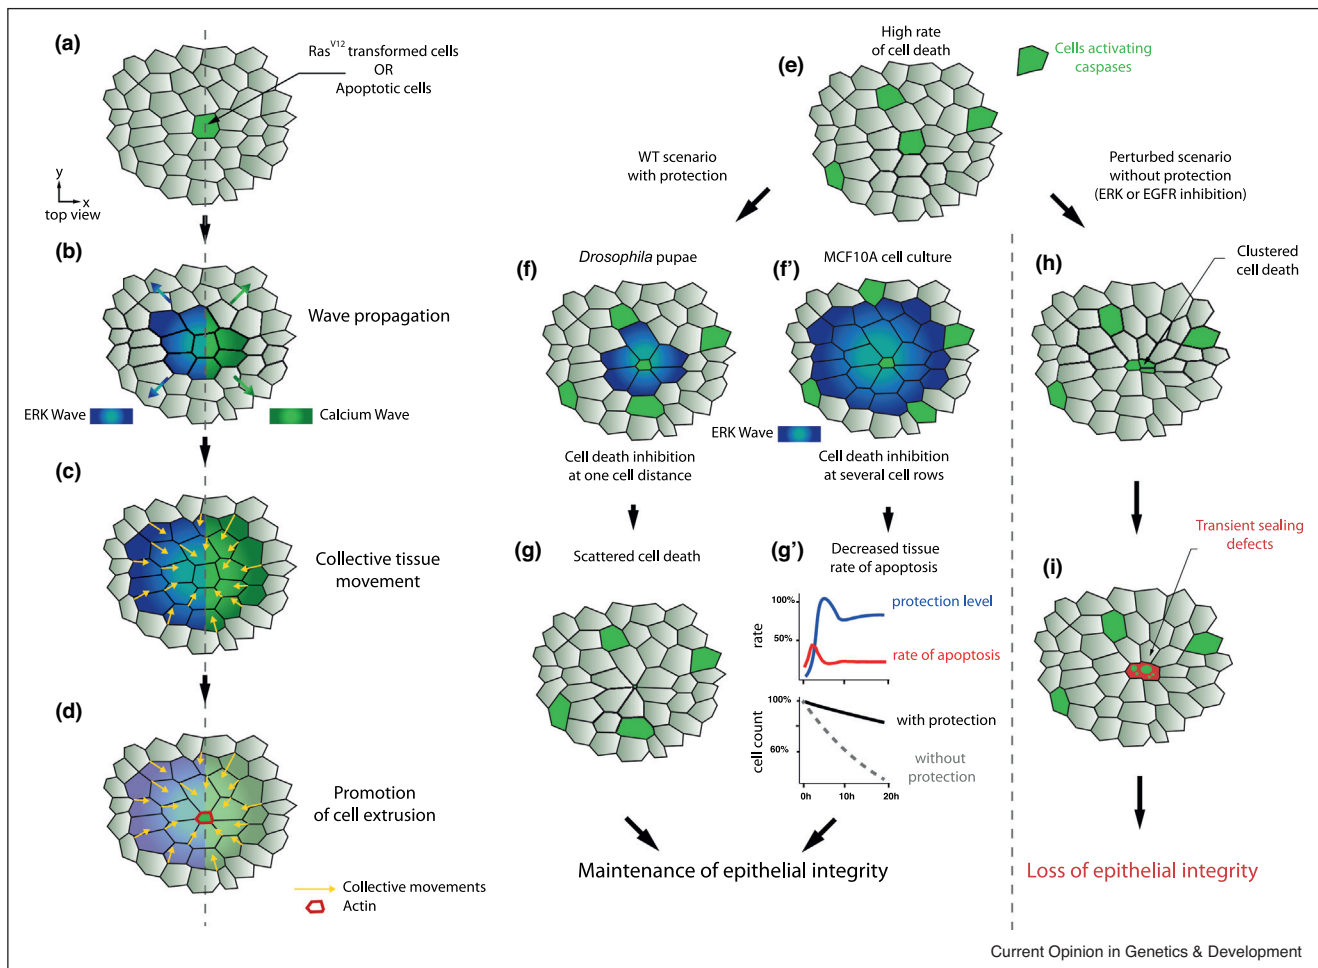 (a)
Ras^V12 transformed cells
OR
Apoptotic cells
y
x
top view
(b)
Wave propagation
ERK Wave
Calcium Wave
(c)
Collective tissue
movement
(d)
Promotion
of cell extrusion
Collective movements
Actin
High rate
of cell death
(e)
Cells activating
caspases
WT scenario
with protection
Perturbed scenario
without protection
(ERK or EGFR inhibition)
(f)
Drosophila pupae
ERK Wave
Cell death inhibition
at one cell distance
(f')
MCF10A cell culture
Cell death inhibition
at several cell rows
(g)
Scattered cell death
(g')
Decreased tissue
rate of apoptosis
100%
50%
rate
protection level
rate of apoptosis
100%
60%
cell count
with protection
without
protection
0h
10h
20h
Maintenance of epithelial integrity
(h)
Clustered
cell death
Transient sealing
defects
(i)
Loss of epithelial integrity
Current Opinion in Genetics & Development